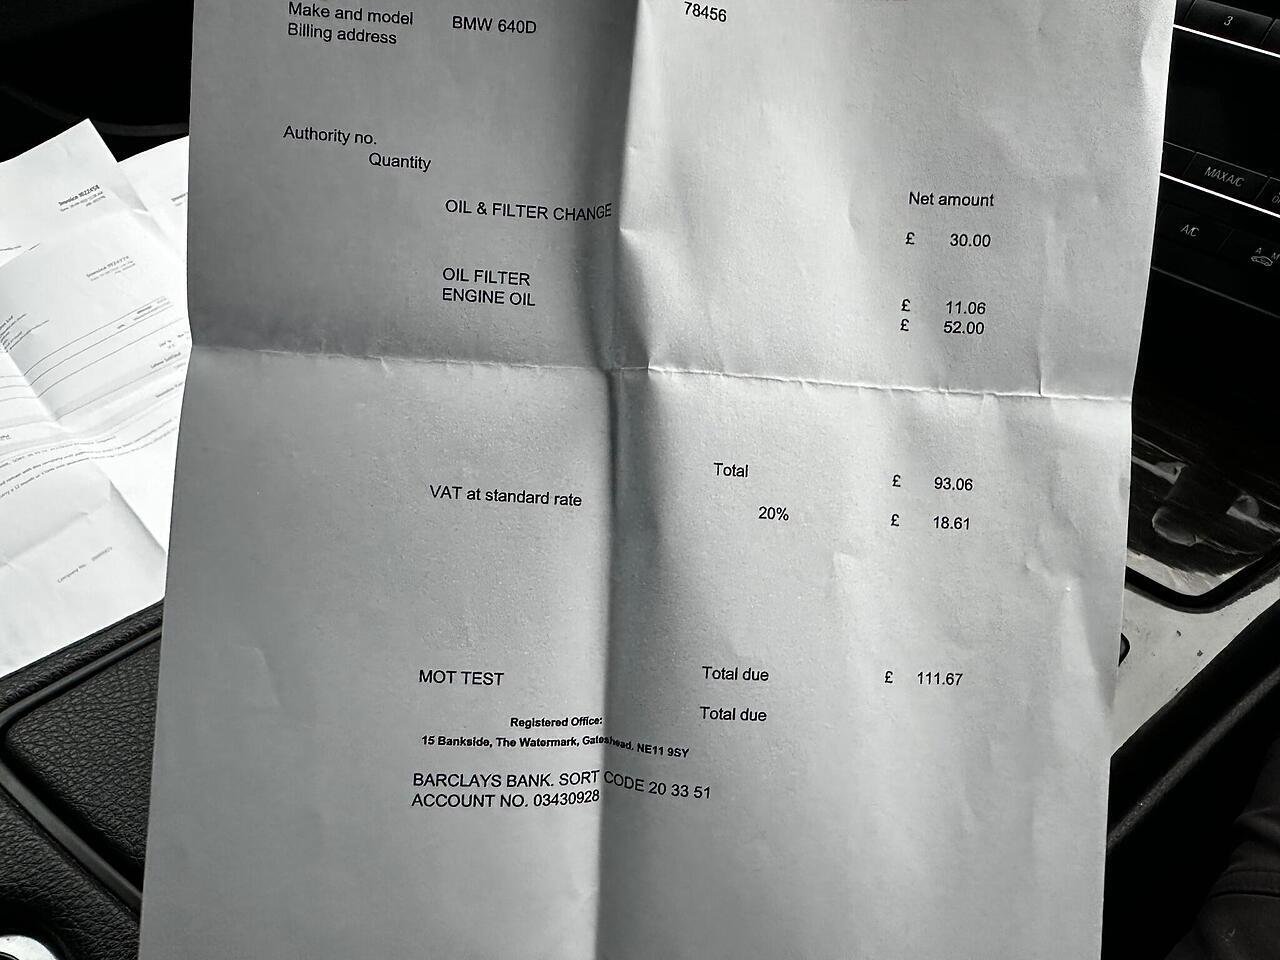 Make and model BMW 640D 78456
Billing address
Authority no.
Quantity
Net amount
OIL & FILTER CHANGE £ 30.00
OIL FILTER £ 11.06
ENGINE OIL £ 52.00
Total £ 93.06
VAT at standard rate 20% £ 18.61
MOT TEST Total due £ 111.67
Total due
Registered Office:
15 Bankside, The Watermark, Gateshead. NE11 9SY
BARCLAYS BANK. SORT CODE 20 33 51
ACCOUNT NO. 03430928
3
MAX A/C
A/C